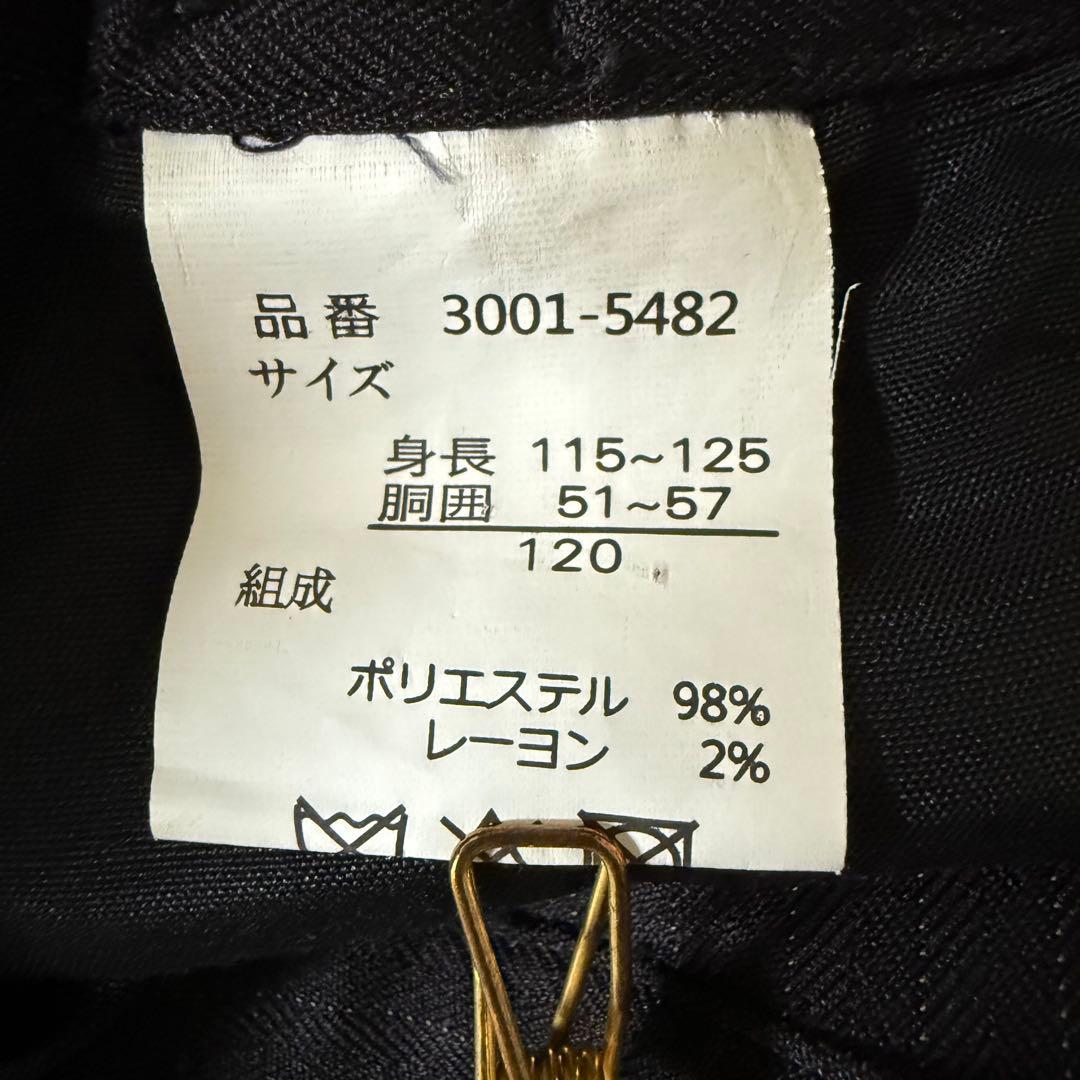 品番 3001-5482
サイズ
身長 115~125
胴囲 51~57
120
組成
ポリエステル 98%
レーヨン 2%